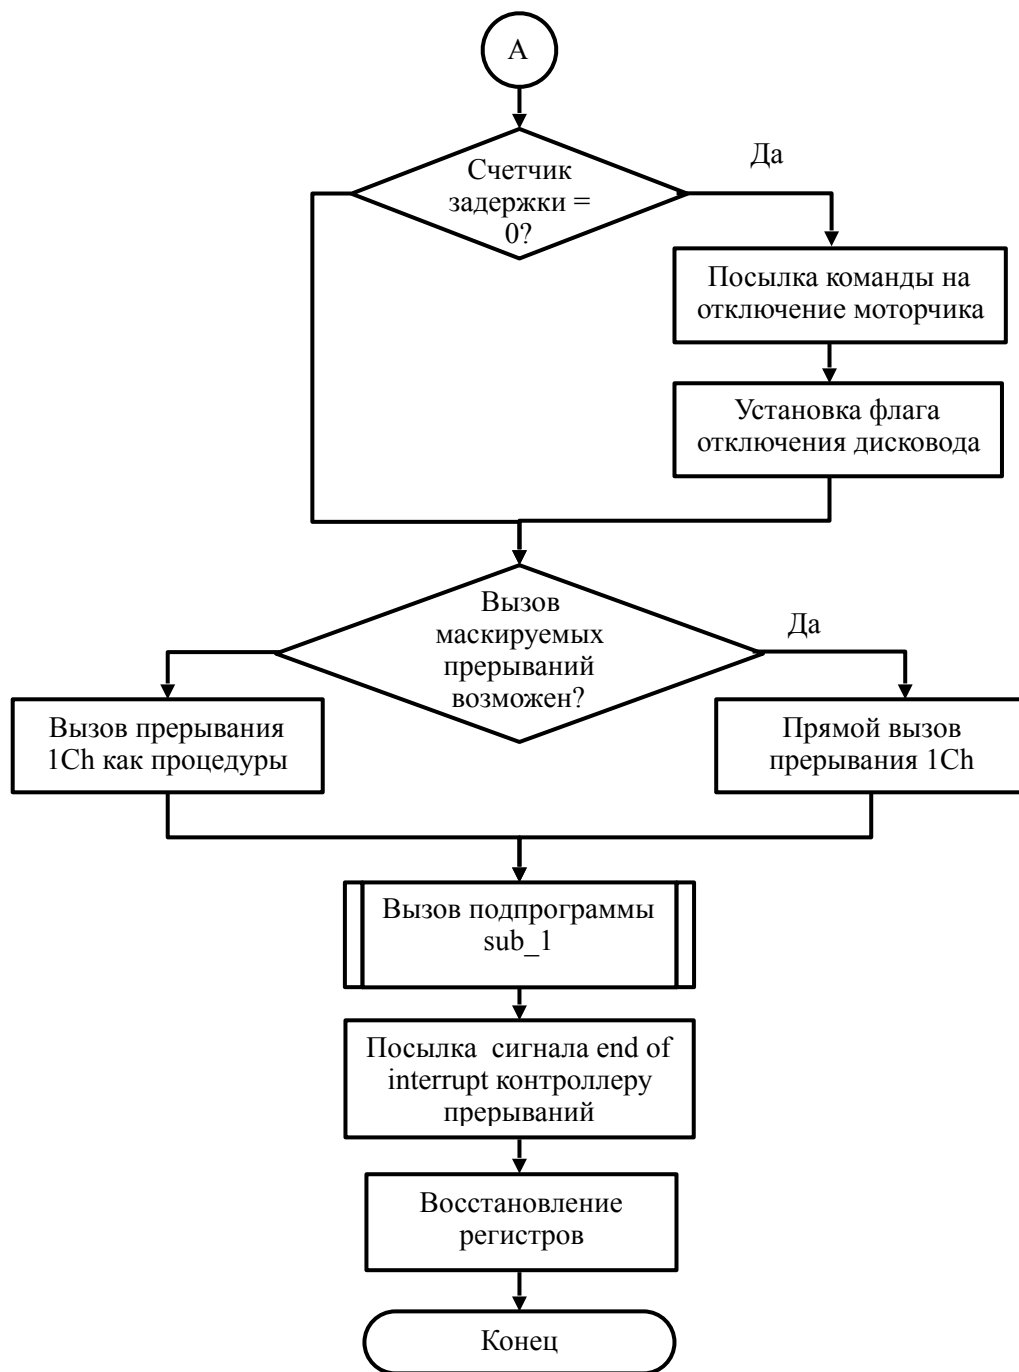 А
Счетчик
задержки =
0?
Да
Посылка команды на
отключение моторчика
Установка флага
отключения дисковода
Вызов
маскируемых
прерываний
возможен?
Да
Вызов прерывания
1Ch как процедуры
Прямой вызов
прерывания 1Ch
Вызов подпрограммы
sub_1
Посылка сигнала end of
interrupt контроллеру
прерываний
Восстановление
регистров
Конец